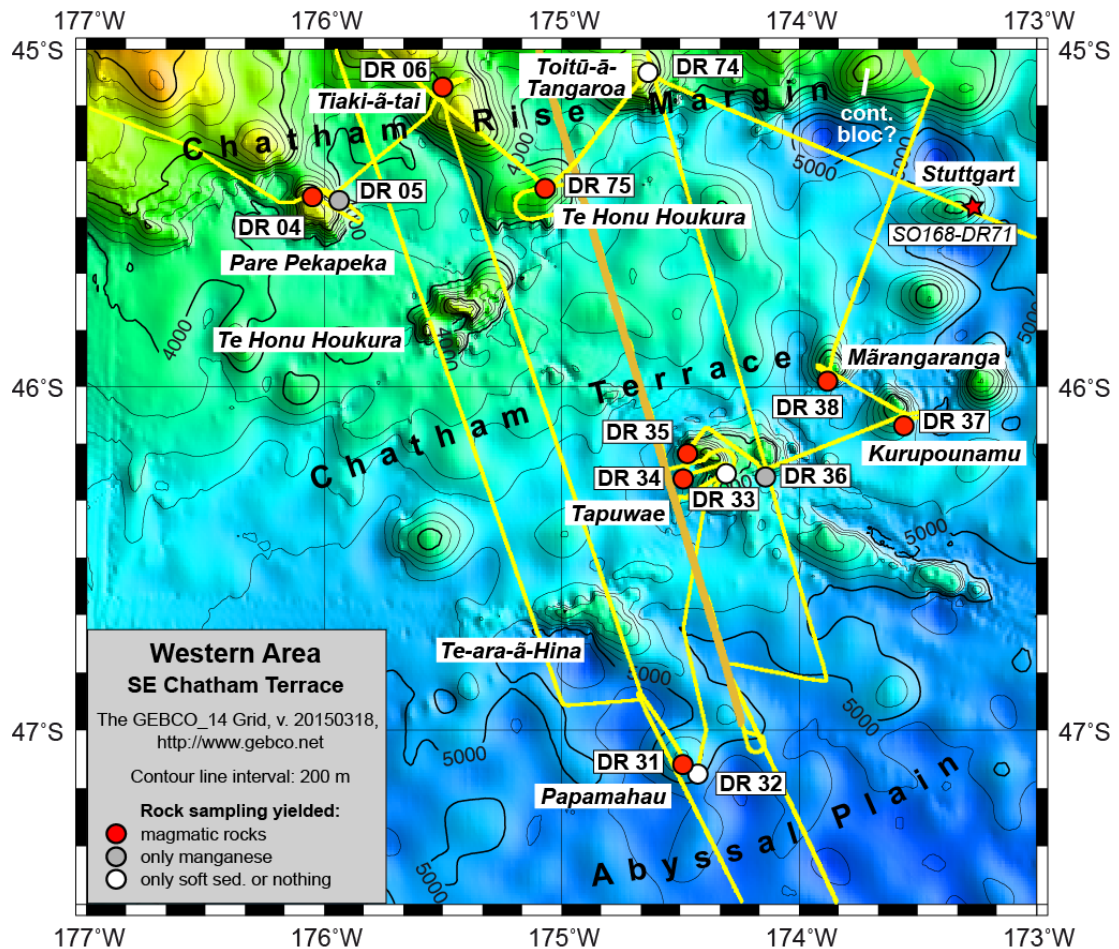 177°W 176°W 175°W 174°W 173°W
45°S 45°S
DR 06
Toitū-ā-
Tangaroa
DR 74
Tiaki-ã-tai
cont.
bloc?
Chatham Rise Margin
5000
4000
Stuttgart
DR 05
DR 75
DR 04
Te Honu Houkura
SO168-DR71
Pare Pekapeka
5000
4000
Te Honu Houkura
4000
Mãrangaranga
46°S 46°S
Chatham Terrace
DR 38
DR 37
DR 35
Kurupounamu
DR 34
DR 36
DR 33
Tapuwae
5000
Te-ara-ã-Hina
5000
47°S 47°S
5000
5000
DR 31
DR 32
Papamahau
Abyssal Plain
5000
Western Area
SE Chatham Terrace
The GEBCO_14 Grid, v. 20150318,
http://www.gebco.net
Contour line interval: 200 m
Rock sampling yielded:
magmatic rocks
only manganese
only soft sed. or nothing
177°W 176°W 175°W 174°W 173°W